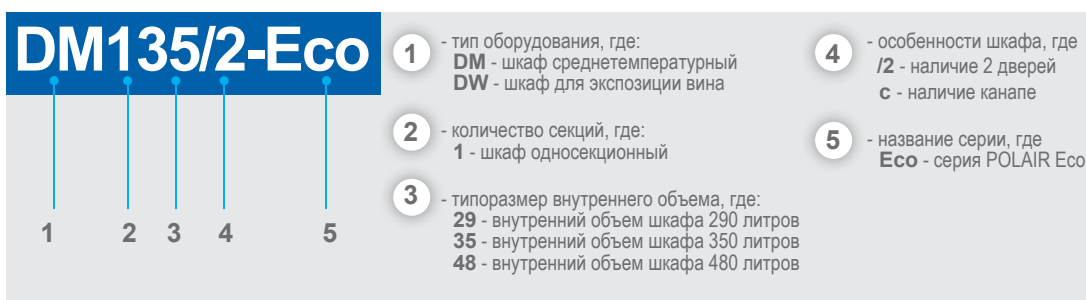 DM135/2-Eco
1 2 3 4 5
1 - тип оборудования, где:
DM - шкаф среднетемпературный
DW - шкаф для экспозиции вина
2 - количество секций, где:
1 - шкаф односекционный
3 - типоразмер внутреннего объема, где:
29 - внутренний объем шкафа 290 литров
35 - внутренний объем шкафа 350 литров
48 - внутренний объем шкафа 480 литров
4 - особенности шкафа, где
/2 - наличие 2 дверей
с - наличие канапе
5 - название серии, где
Eco - серия POLAIR Eco